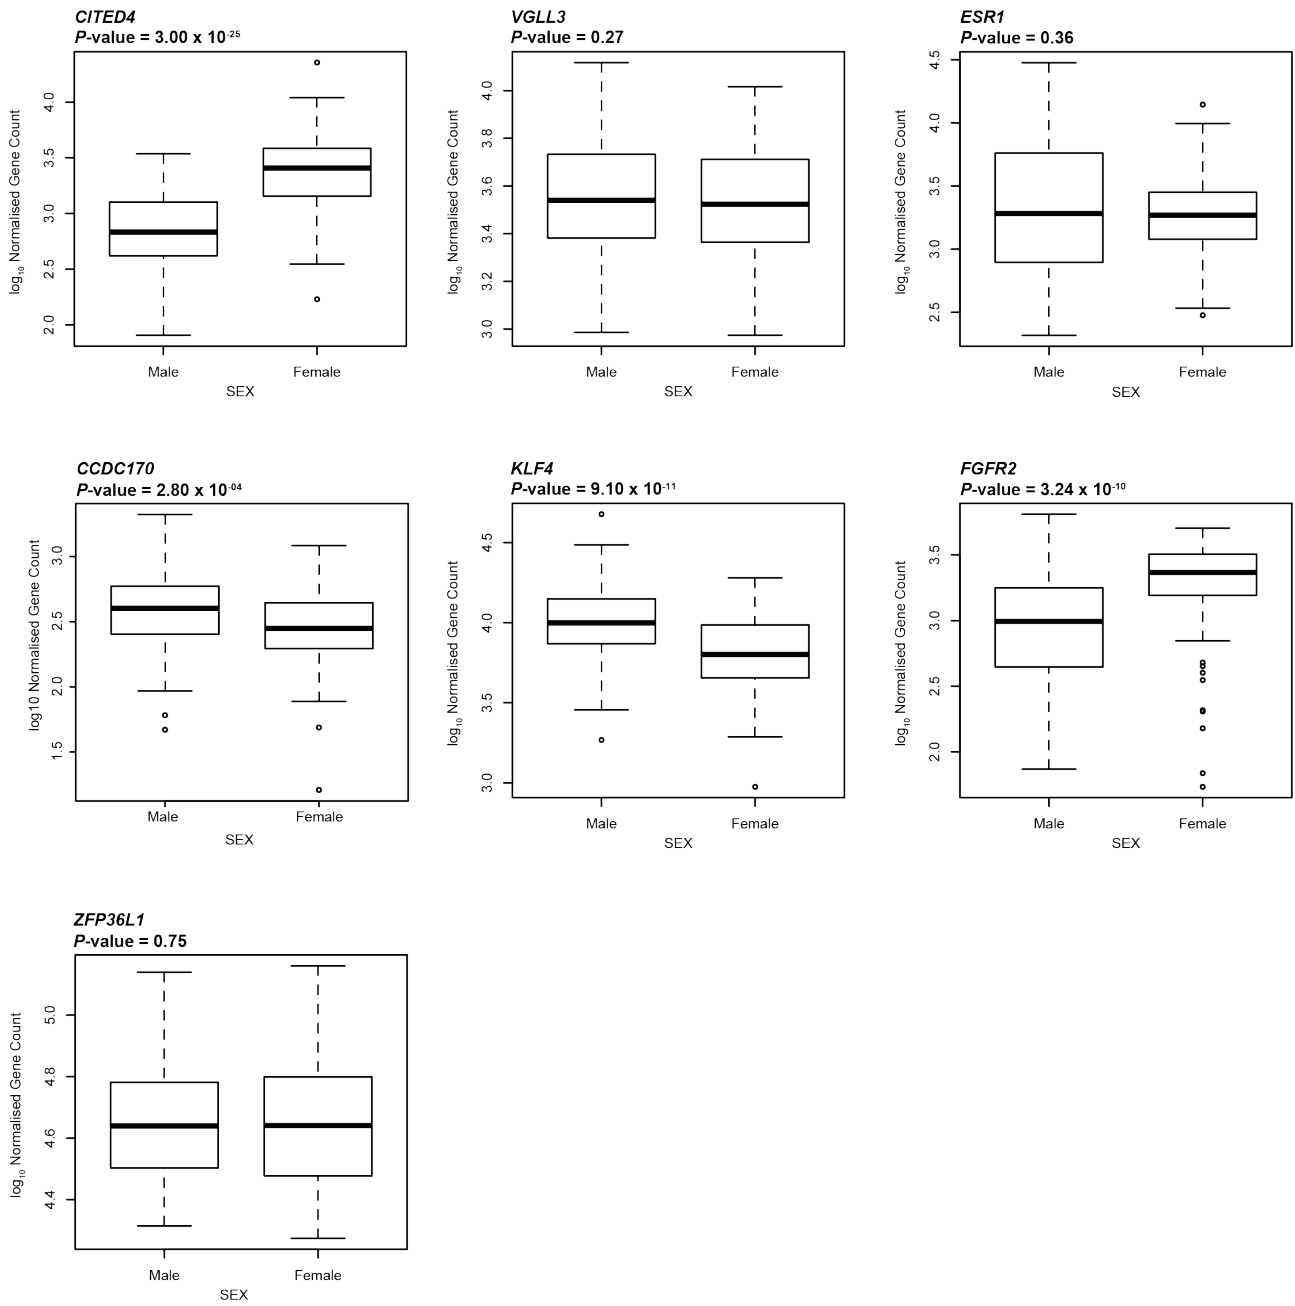 CITED4
P-value = 3.00 x 10-25
log10 Normalised Gene Count
4.0
3.5
3.0
2.5
2.0
Male
Female
SEX
VGLL3
P-value = 0.27
log10 Normalised Gene Count
4.0
3.8
3.6
3.4
3.2
3.0
Male
Female
SEX
ESR1
P-value = 0.36
log10 Normalised Gene Count
4.5
4.0
3.5
3.0
2.5
Male
Female
SEX
CCDC170
P-value = 2.80 x 10-04
log10 Normalised Gene Count
3.0
2.5
2.0
1.5
Male
Female
SEX
KLF4
P-value = 9.10 x 10-11
log10 Normalised Gene Count
4.5
4.0
3.5
3.0
Male
Female
SEX
FGFR2
P-value = 3.24 x 10-10
log10 Normalised Gene Count
3.5
3.0
2.5
2.0
Male
Female
SEX
ZFP36L1
P-value = 0.75
log10 Normalised Gene Count
5.0
4.8
4.6
4.4
Male
Female
SEX